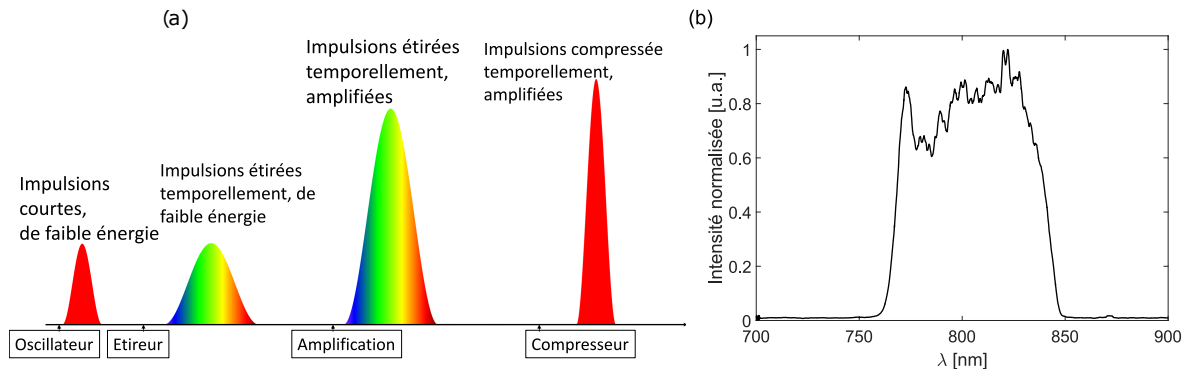 (a)
Impulsions étirées
temporellement,
amplifiées
Impulsions compressée
temporellement,
amplifiées
Impulsions étirées
temporellement, de
faible énergie
Impulsions
courtes,
de faible énergie
Oscillateur
Etireur
Amplification
Compresseur
(b)
Intensité normalisée [u.a.]
1
0.8
0.6
0.4
0.2
0
700
750
800
850
900
λ [nm]